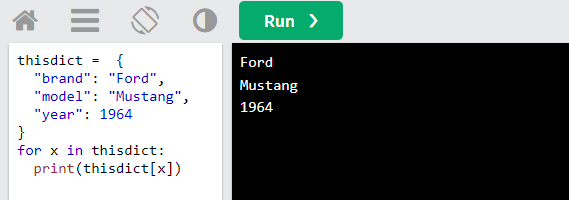 Run ❯
thisdict =  {
  "brand": "Ford",
  "model": "Mustang",
  "year": 1964
}
for x in thisdict:
  print(thisdict[x])
Ford
Mustang
1964